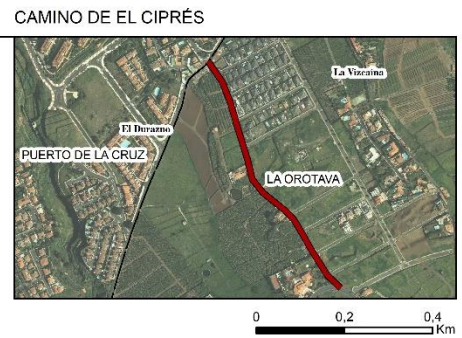 CAMINO DE EL CIPRÉS
La Vizcaína
El Durazno
PUERTO DE LA CRUZ
LA OROTAVA
0 0,2 0,4
Km